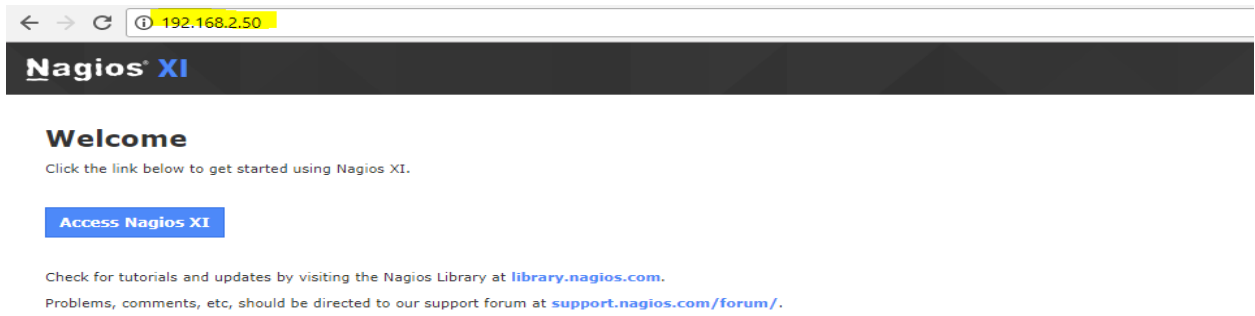 192.168.2.50
Nagios® XI
Welcome
Click the link below to get started using Nagios XI.
Access Nagios XI
Check for tutorials and updates by visiting the Nagios Library at library.nagios.com.
Problems, comments, etc, should be directed to our support forum at support.nagios.com/forum/.